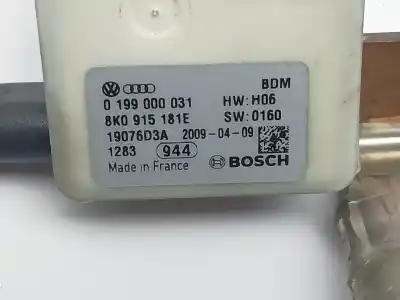 BDM
0 199 000 031 HW:H06
8K0 915 181E SW:0160
19076D3A 2009-04-09
1283 944
Made in France BOSCH